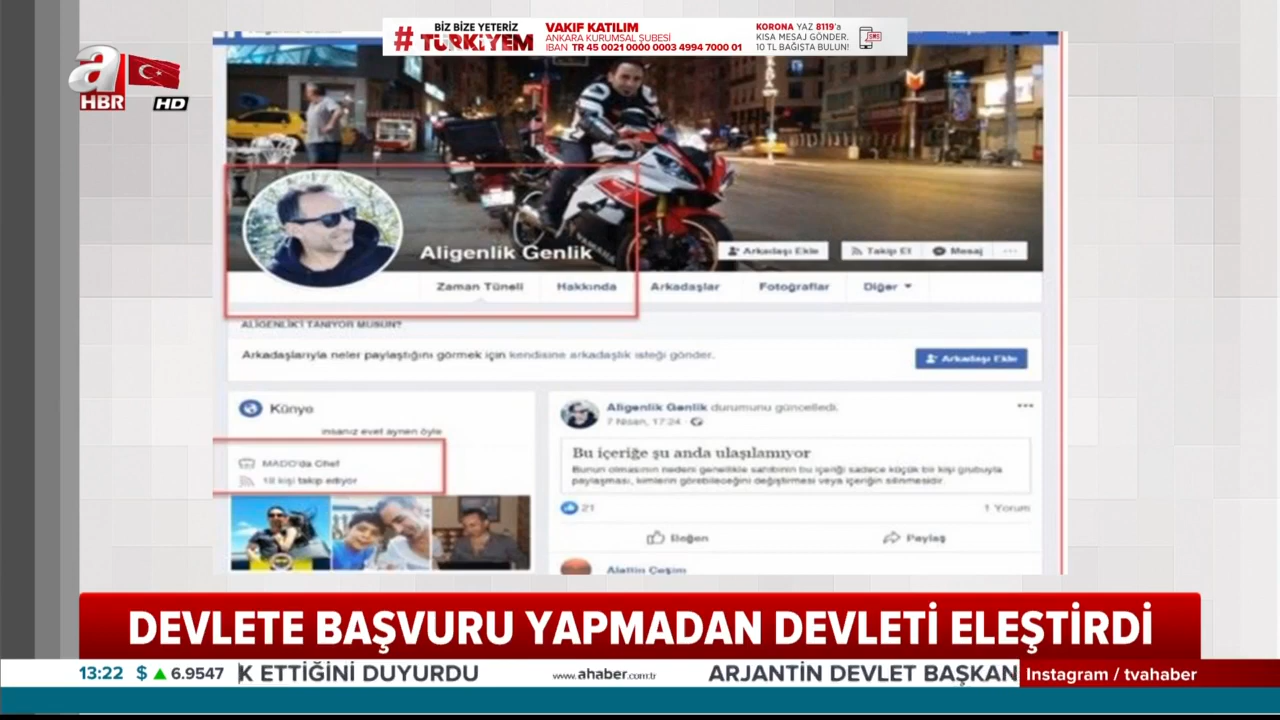 BİZ BİZE YETERİZ
# TÜRKİYEM
VAKIF KATILIM
ANKARA KURUMSAL ŞUBESİ
IBAN TR 45 0021 0000 0003 4994 7000 01
KORONA YAZ 8119'a
KISA MESAJ GÖNDER.
10 TL BAĞIŞTA BULUN!
SMS
a
HBR
HD
Aligenlik Genlik
Arkadaşı Ekle
Takip Et
Mesaj
Zaman Tüneli
Hakkında
Arkadaşlar
Fotoğraflar
Diğer
ALİGENLİK'İ TANIYOR MUSUN?
Arkadaşlarıyla neler paylaştığını görmek için kendisine arkadaşlık isteği gönder.
Arkadaşı Ekle
Künye
insanız evet aynen öyle
MADO'da Chef
18 kişi takip ediyor
Aligenlik Genlik durumunu güncelledi.
7 Nisan, 17:24
Bu içeriğe şu anda ulaşılamıyor
Bunun olmasının nedeni genellikle sahibinin bu içeriği sadece küçük bir kişi grubuyla
paylaşması, kimlerin görebileceğini değiştirmesi veya içeriğin silinmesidir.
21
1 Yorum
Beğen
Paylaş
Alattin Ceşim
DEVLETE BAŞVURU YAPMADAN DEVLETİ ELEŞTİRDİ
13:22 $ ▲ 6.9547
K ETTİĞİNİ DUYURDU
www.ahaber.com.tr
ARJANTİN DEVLET BAŞKAN
Instagram / tvahaber